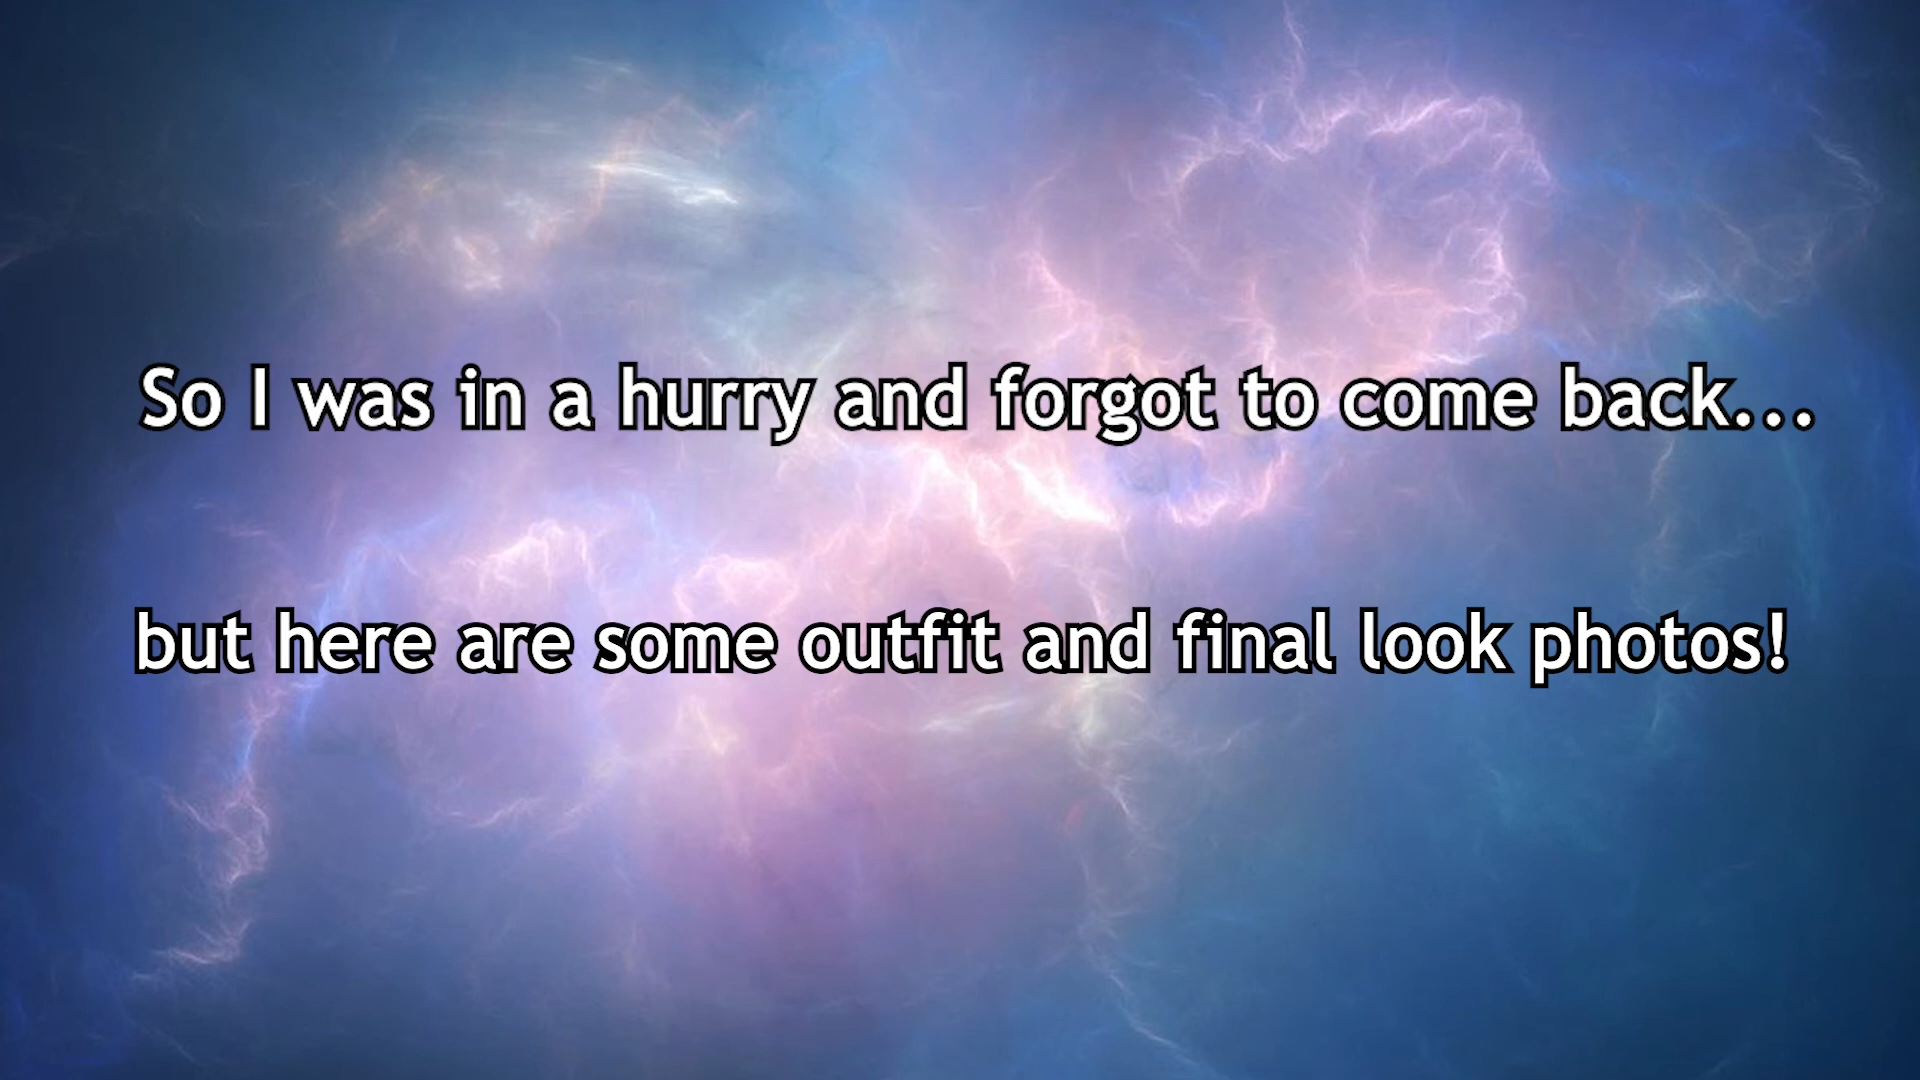 So I was in a hurry and forgot to come back...
but here are some outfit and final look photos!